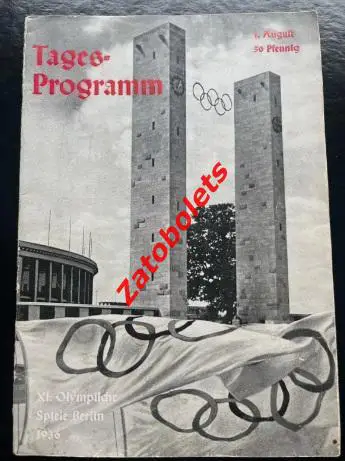 Tages-
Programm
1. August
50 Pfennig
Zatobolets
XI. Olympische
Spiele Berlin
1936